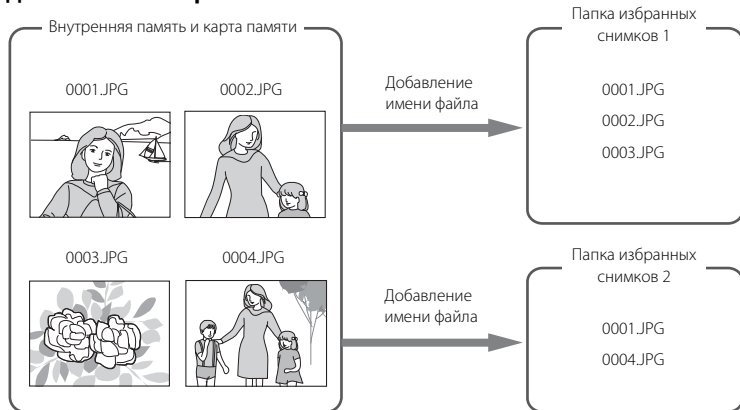 Внутренняя память и карта памяти
0001.JPG
0002.JPG
0003.JPG
0004.JPG
Добавление
имени файла
Папка избранных
снимков 1
0001.JPG
0002.JPG
0003.JPG
Добавление
имени файла
Папка избранных
снимков 2
0001.JPG
0004.JPG